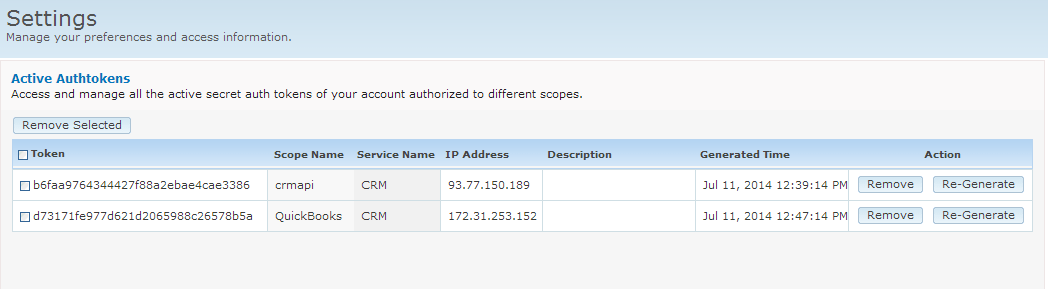 Settings
Manage your preferences and access information.
Active Authtokens
Access and manage all the active secret auth tokens of your account authorized to different scopes.
Remove Selected
Token Scope Name Service Name IP Address Description Generated Time Action
b6faa9764344427f88a2ebae4cae3386 crmapi CRM 93.77.150.189 Jul 11, 2014 12:39:14 PM Remove Re-Generate
d73171fe977d621d2065988c26578b5a QuickBooks CRM 172.31.253.152 Jul 11, 2014 12:47:14 PM Remove Re-Generate